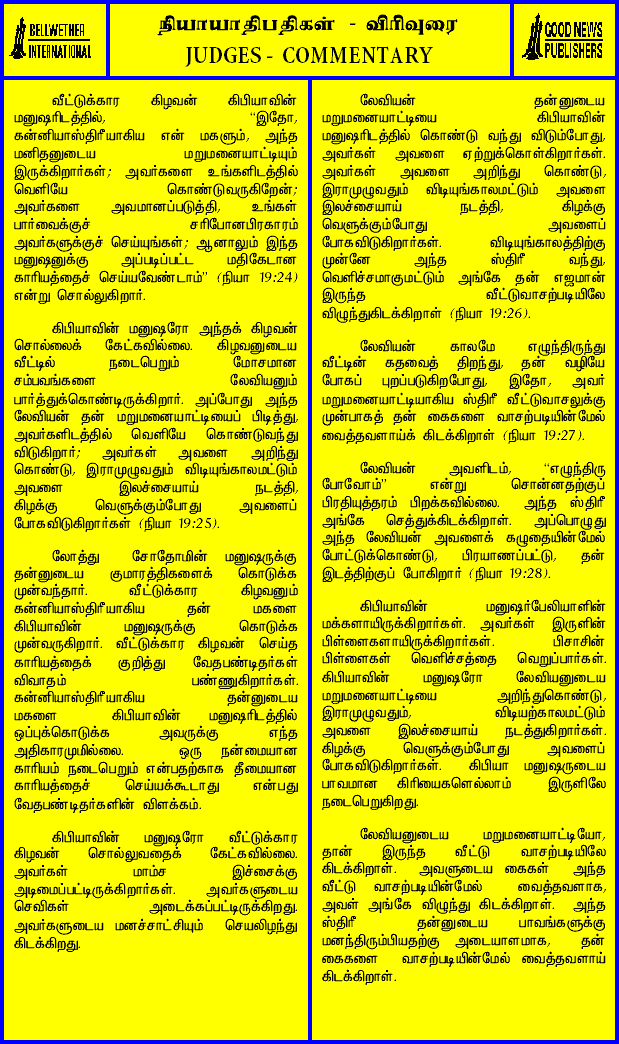 BELLWETHER
INTERNATIONAL
நியாயாதிபதிகள் - விரிவுரை
JUDGES - COMMENTARY
GOOD NEWS
PUBLISHERS
வீட்டுக்கார கிழவன் கிபியாவின்
மனுஷரிடத்தில், "இதோ,
கன்னியாஸ்திரீயாகிய என் மகளும், அந்த
மனிதனுடைய மறுமனையாட்டியும்
இருக்கிறார்கள்; அவர்களை உங்களிடத்தில்
வெளியே கொண்டுவருகிறேன்;
அவர்களை அவமானப்படுத்தி, உங்கள்
பார்வைக்குச் சரிபோனபிரகாரம்
அவர்களுக்குச் செய்யுங்கள்; ஆனாலும் இந்த
மனுஷனுக்கு அப்படிப்பட்ட மதிகேடான
காரியத்தைச் செய்யவேண்டாம்" (நியா 19:24)
என்று சொல்லுகிறார்.
கிபியாவின் மனுஷரோ அந்தக் கிழவன்
சொல்லைக் கேட்கவில்லை. கிழவனுடைய
வீட்டில் நடைபெறும் மோசமான
சம்பவங்களை லேவியனும்
பார்த்துக்கொண்டிருக்கிறார். அப்போது அந்த
லேவியன் தன் மறுமனையாட்டியைப் பிடித்து,
அவர்களிடத்தில் வெளியே கொண்டுவந்து
விடுகிறார்; அவர்கள் அவளை அறிந்து
கொண்டு, இராமுழுவதும் விடியுங்காலமட்டும்
அவளை இலச்சையாய் நடத்தி,
கிழக்கு வெளுக்கும்போது அவளைப்
போகவிடுகிறார்கள் (நியா 19:25).
லோத்து சோதோமின் மனுஷருக்கு
தன்னுடைய குமாரத்திகளைக் கொடுக்க
முன்வந்தார். வீட்டுக்கார கிழவனும்
கன்னியாஸ்திரீயாகிய தன் மகளை
கிபியாவின் மனுஷருக்கு கொடுக்க
முன்வருகிறார். வீட்டுக்கார கிழவன் செய்த
காரியத்தைக் குறித்து வேதபண்டிதர்கள்
விவாதம் பண்ணுகிறார்கள்.
கன்னியாஸ்திரீயாகிய தன்னுடைய
மகளை கிபியாவின் மனுஷரிடத்தில்
ஒப்புக்கொடுக்க அவருக்கு எந்த
அதிகாரமுமில்லை. ஒரு நன்மையான
காரியம் நடைபெறும் என்பதற்காக தீமையான
காரியத்தைச் செய்யக்கூடாது என்பது
வேதபண்டிதர்களின் விளக்கம்.
கிபியாவின் மனுஷரோ வீட்டுக்கார
கிழவன் சொல்லுவதைக் கேட்கவில்லை.
அவர்கள் மாம்ச இச்சைக்கு
அடிமைப்பட்டிருக்கிறார்கள். அவர்களுடைய
செவிகள் அடைக்கப்பட்டிருக்கிறது.
அவர்களுடைய மனச்சாட்சியும் செயலிழந்து
கிடக்கிறது.
லேவியன் தன்னுடைய
மறுமனையாட்டியை கிபியாவின்
மனுஷரிடத்தில் கொண்டு வந்து விடும்போது,
அவர்கள் அவளை ஏற்றுக்கொள்கிறார்கள்.
அவர்கள் அவளை அறிந்து கொண்டு,
இராமுழுவதும் விடியுங்காலமட்டும் அவளை
இலச்சையாய் நடத்தி, கிழக்கு
வெளுக்கும்போது அவளைப்
போகவிடுகிறார்கள். விடியுங்காலத்திற்கு
முன்னே அந்த ஸ்திரீ வந்து,
வெளிச்சமாகுமட்டும் அங்கே தன் எஜமான்
இருந்த வீட்டுவாசற்படியிலே
விழுந்துகிடக்கிறாள் (நியா 19:26).
லேவியன் காலமே எழுந்திருந்து
வீட்டின் கதவைத் திறந்து, தன் வழியே
போகப் புறப்படுகிறபோது, இதோ, அவர்
மறுமனையாட்டியாகிய ஸ்திரீ வீட்டுவாசலுக்கு
முன்பாகத் தன் கைகளை வாசற்படியின்மேல்
வைத்தவளாய்க் கிடக்கிறாள் (நியா 19:27).
லேவியன் அவளிடம், "எழுந்திரு
போவோம்" என்று சொன்னதற்குப்
பிரதியுத்தரம் பிறக்கவில்லை. அந்த ஸ்திரீ
அங்கே செத்துக்கிடக்கிறாள். அப்பொழுது
அந்த லேவியன் அவளைக் கழுதையின்மேல்
போட்டுக்கொண்டு, பிரயாணப்பட்டு, தன்
இடத்திற்குப் போகிறார் (நியா 19:28).
கிபியாவின் மனுஷர்பேலியாளின்
மக்களாயிருக்கிறார்கள். அவர்கள் இருளின்
பிள்ளைகளாயிருக்கிறார்கள். பிசாசின்
பிள்ளைகள் வெளிச்சத்தை வெறுப்பார்கள்.
கிபியாவின் மனுஷரோ லேவியனுடைய
மறுமனையாட்டியை அறிந்துகொண்டு,
இராமுழுவதும், விடியற்காலமட்டும்
அவளை இலச்சையாய் நடத்துகிறார்கள்.
கிழக்கு வெளுக்கும்போது அவளைப்
போகவிடுகிறார்கள். கிபியா மனுஷருடைய
பாவமான கிரியைகளெல்லாம் இருளிலே
நடைபெறுகிறது.
லேவியனுடைய மறுமனையாட்டியோ,
தான் இருந்த வீட்டு வாசற்படியிலே
கிடக்கிறாள். அவளுடைய கைகள் அந்த
வீட்டு வாசற்படியின்மேல் வைத்தவளாக,
அவள் அங்கே விழுந்து கிடக்கிறாள். அந்த
ஸ்திரீ தன்னுடைய பாவங்களுக்கு
மனந்திரும்பியதற்கு அடையாளமாக, தன்
கைகளை வாசற்படியின்மேல் வைத்தவளாய்
கிடக்கிறாள்.